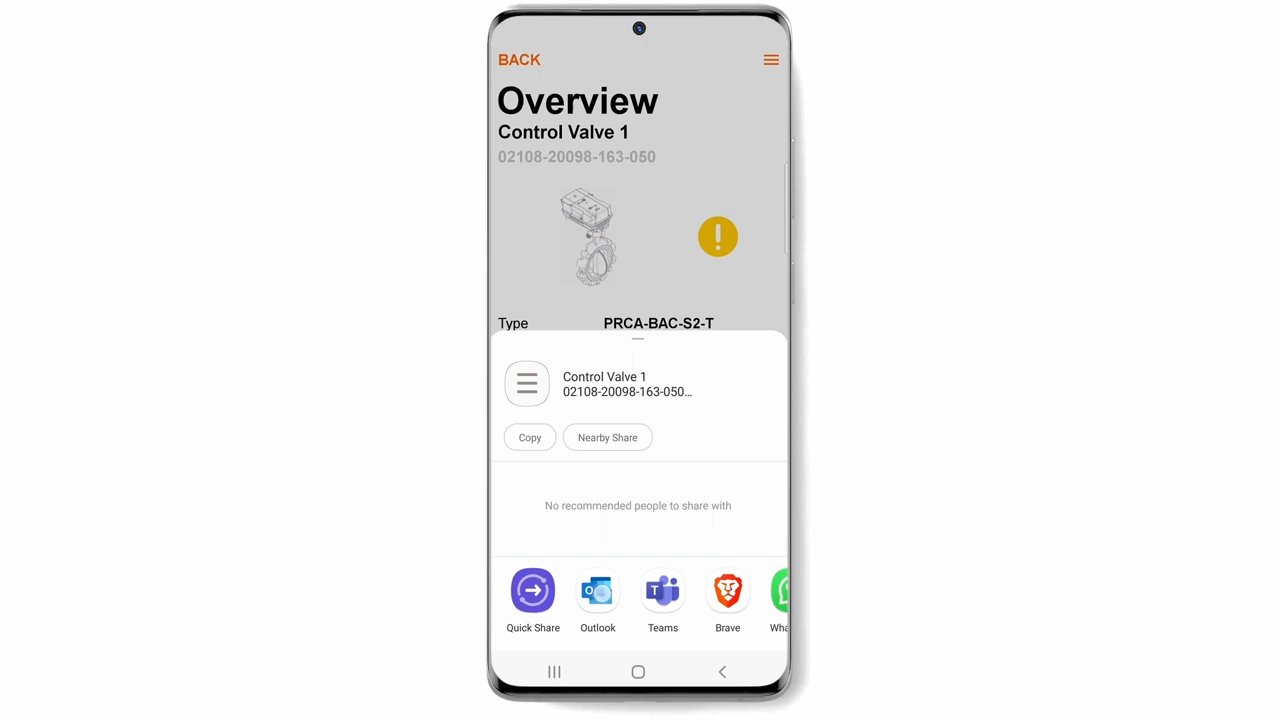 BACK
Overview
Control Valve 1
02108-20098-163-050
Type PRCA-BAC-S2-T
Control Valve 1
02108-20098-163-050…
Copy
Nearby Share
No recommended people to share with
Quick Share
Outlook
Teams
Brave
Wha